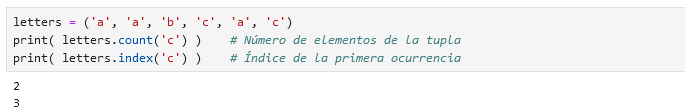 letters = ('a', 'a', 'b', 'c', 'a', 'c')
print( letters.count('c') )    # Número de elementos de la tupla
print( letters.index('c') )    # Índice de la primera ocurrencia
2
3